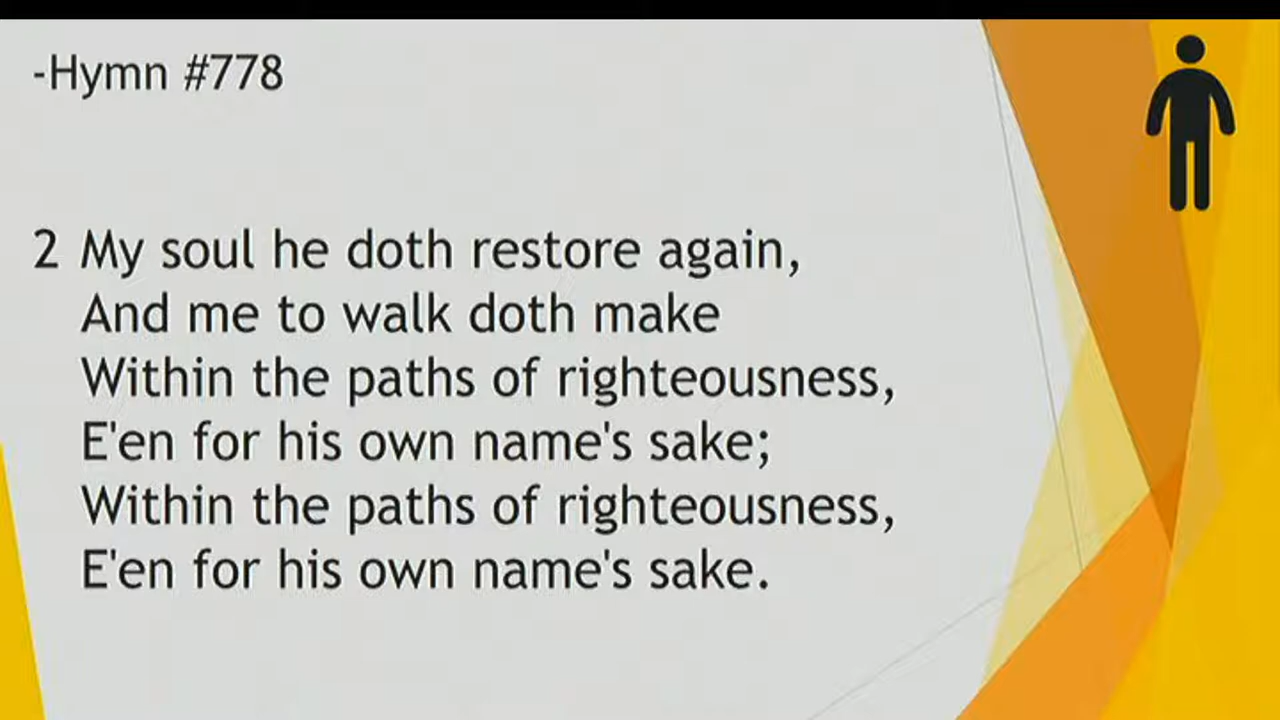 -Hymn #778
2 My soul he doth restore again,
And me to walk doth make
Within the paths of righteousness,
E'en for his own name's sake;
Within the paths of righteousness,
E'en for his own name's sake.